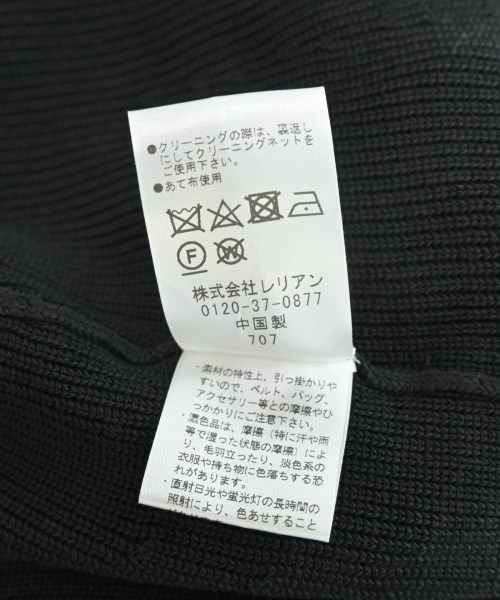 ●クリーニングの際は、裏返し
にしてクリーニングネットを
ご使用下さい。
●あて布使用
F W
株式会社レリアン
0120-37-0877
中国製
707
・素材の特性上、引っ掛かりや
すいので、ベルト、バッグ、
アクセサリー等との摩擦やひ
っかかりにご注意下さい。
・濃色品は、摩擦（特に汗や雨
等で湿った状態の摩擦）によ
り、毛羽立ったり、淡色系の
衣服や持ち物に色落ちする恐
れがあります。
・直射日光や蛍光灯の長時間の
照射により、色あせすること